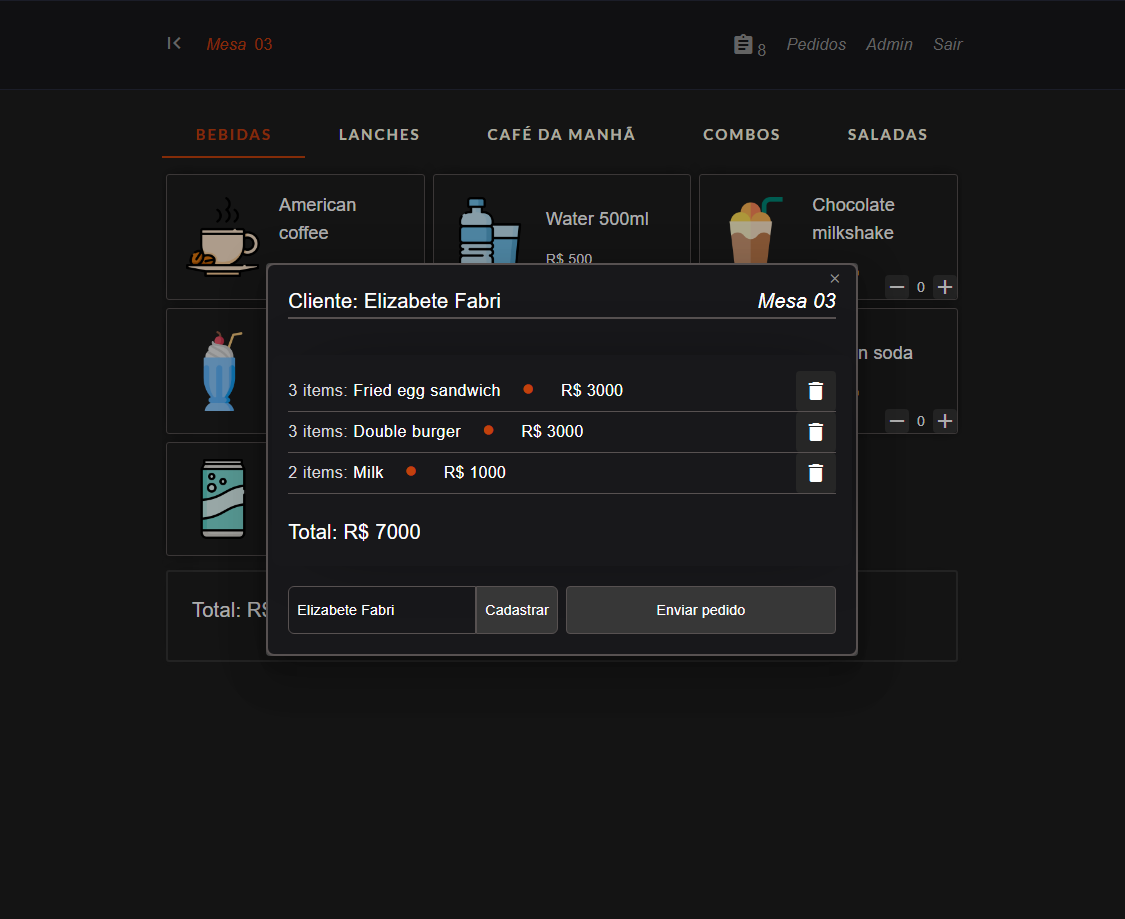 Mesa 03
8 Pedidos Admin Sair
BEBIDAS LANCHES CAFÉ DA MANHÃ COMBOS SALADAS
American
coffee
Water 500ml
R$ 500
Chocolate
milkshake
0
×
Cliente: Elizabete Fabri
Mesa 03
n soda
3 items: Fried egg sandwich R$ 3000
0
3 items: Double burger R$ 3000
2 items: Milk R$ 1000
Total: R$ 7000
Total: R$
Elizabete Fabri Cadastrar Enviar pedido